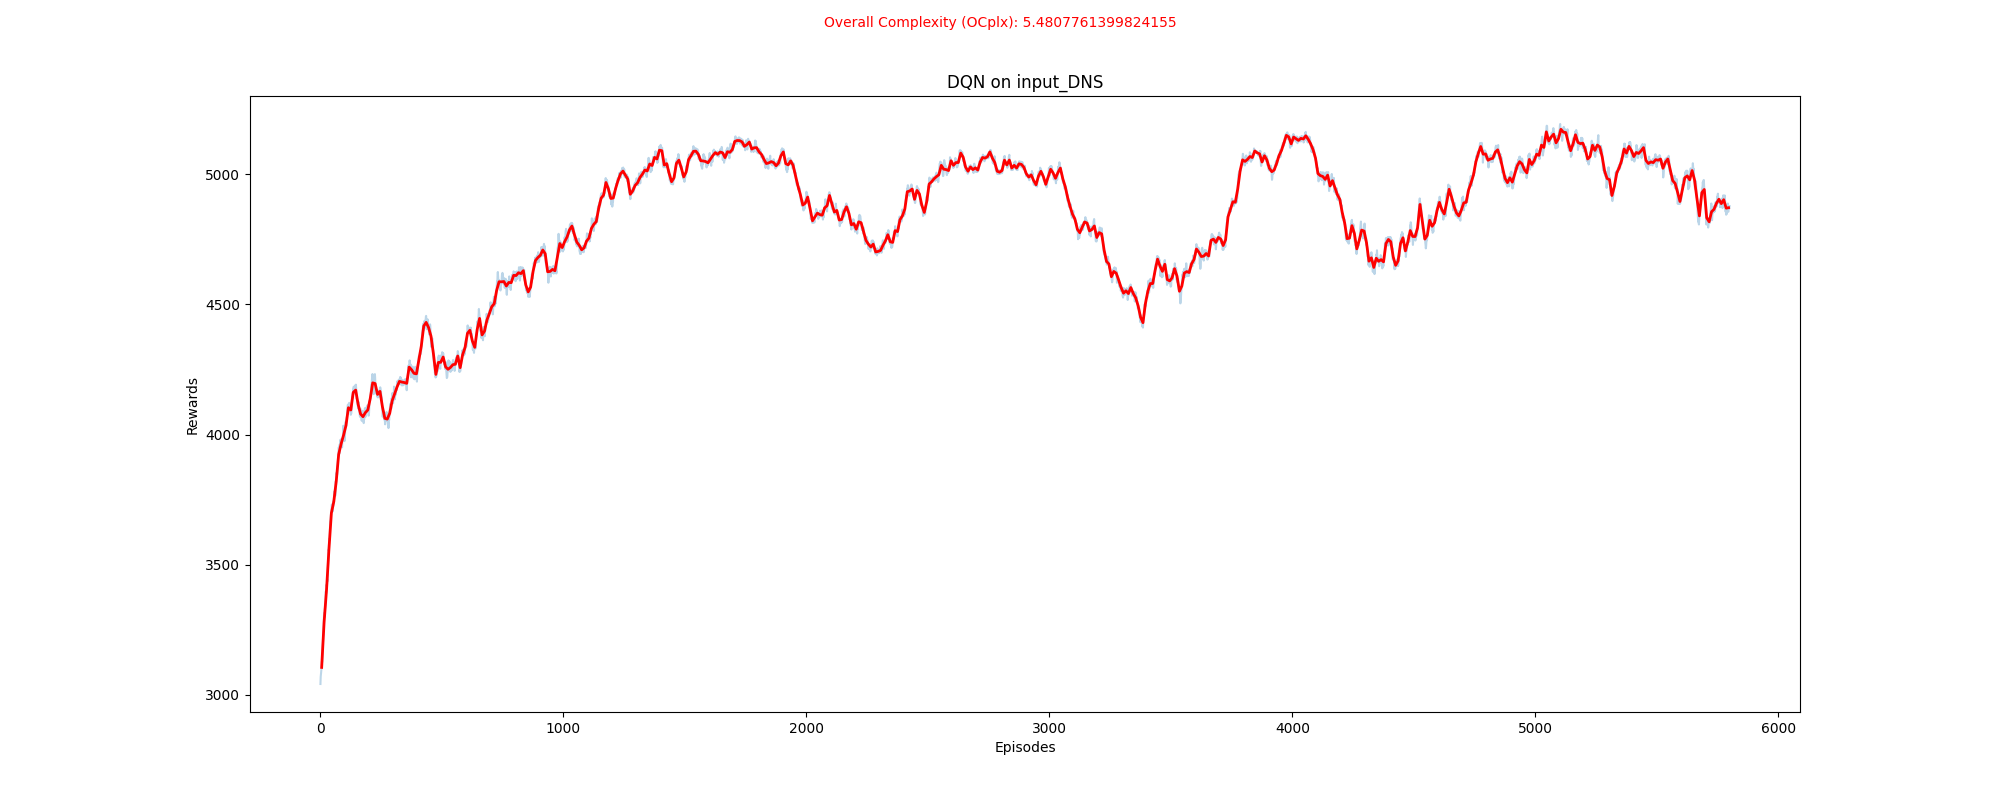 Overall Complexity (OCplx): 5.4807761399824155
DQN on input_DNS
5000
4500
4000
3500
3000
Rewards
0 1000 2000 3000 4000 5000 6000
Episodes